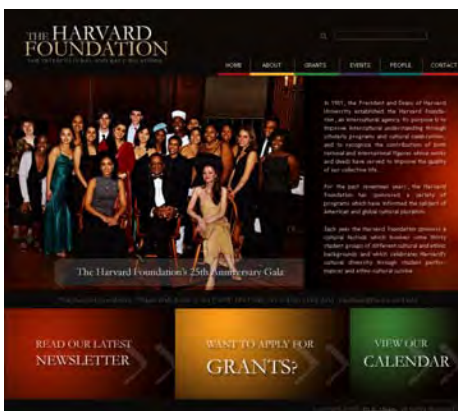 THE HARVARD
FOUNDATION
HOME ABOUT GRANTS EVENTS PEOPLE CONTACT
In 1981, the President and Deans of Harvard
University established the Harvard Founda-
tion, an intercultural agency. Its purpose is to
improve intercultural understanding through
scholarly programs and cultural celebration,
and to recognize the contributions of both
national and international figures whose works
and deeds have served to improve the quality
of our collective life.
For the past seventeen years, the Harvard
Foundation has sponsored a variety of
programs which have informed the subject of
American and global cultural pluralism.
Each year the Harvard Foundation sponsors a
cultural festival which
student groups of different cultural and ethnic
backgrounds and which celebrates Harvard's
cultural diversity through student perfor-
mances and ethnic cultural cuisine
The Harvard Foundation's 25th Anniversary Gala
READ OUR LATEST
NEWSLETTER
WANT TO APPLY FOR
GRANTS?
VIEW OUR
CALENDAR